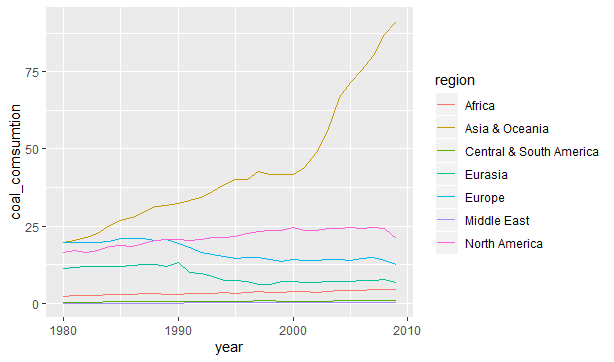 75
50
25
0
coal_comsumtion
1980
1990
2000
2010
year
region
Africa
Asia & Oceania
Central & South America
Eurasia
Europe
Middle East
North America